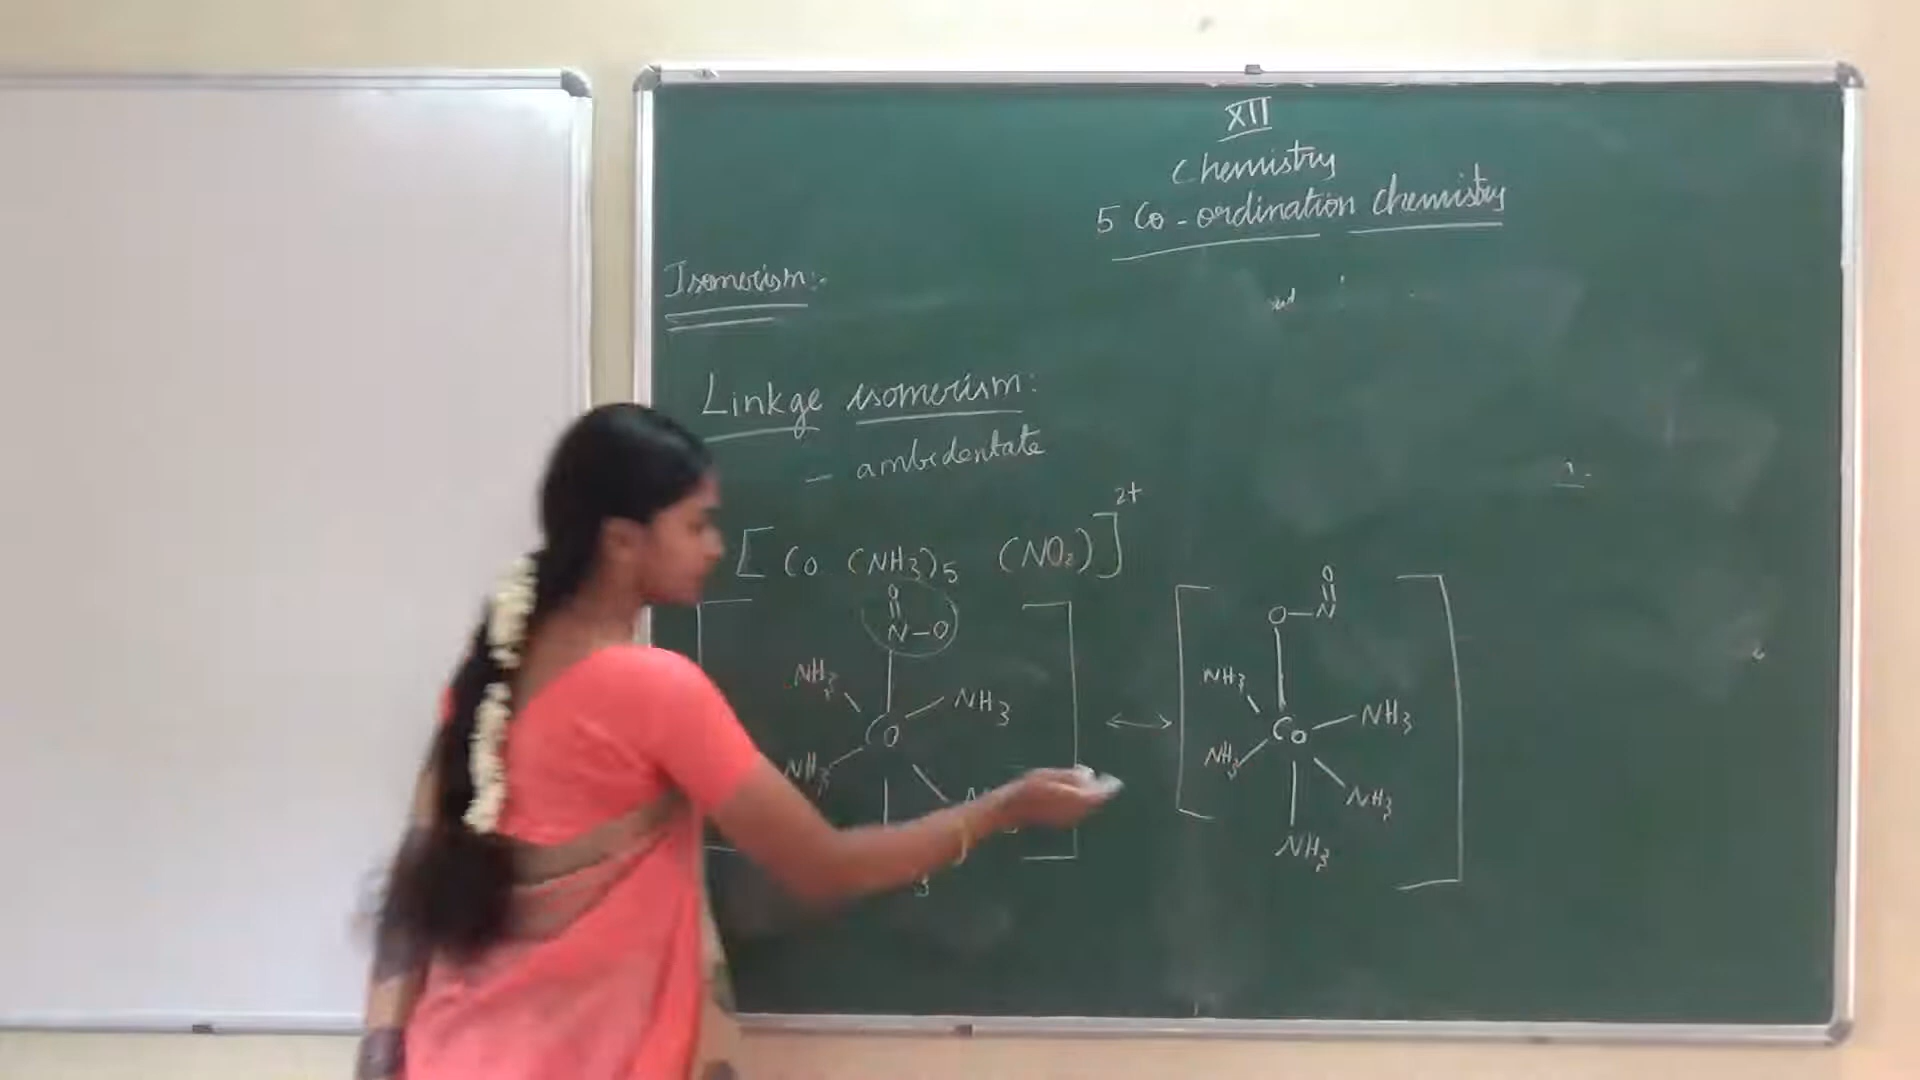 XII
Chemistry
5 Co-ordination chemistry
Isomerism:-
Linkge isomerism:
- ambidentate
[Co (NH3)5 (NO2)]2+
O
N-O
NH3
NH3
Co
NH3
3
O
O-N
NH3
NH3
Co
NH3
NH3
NH3